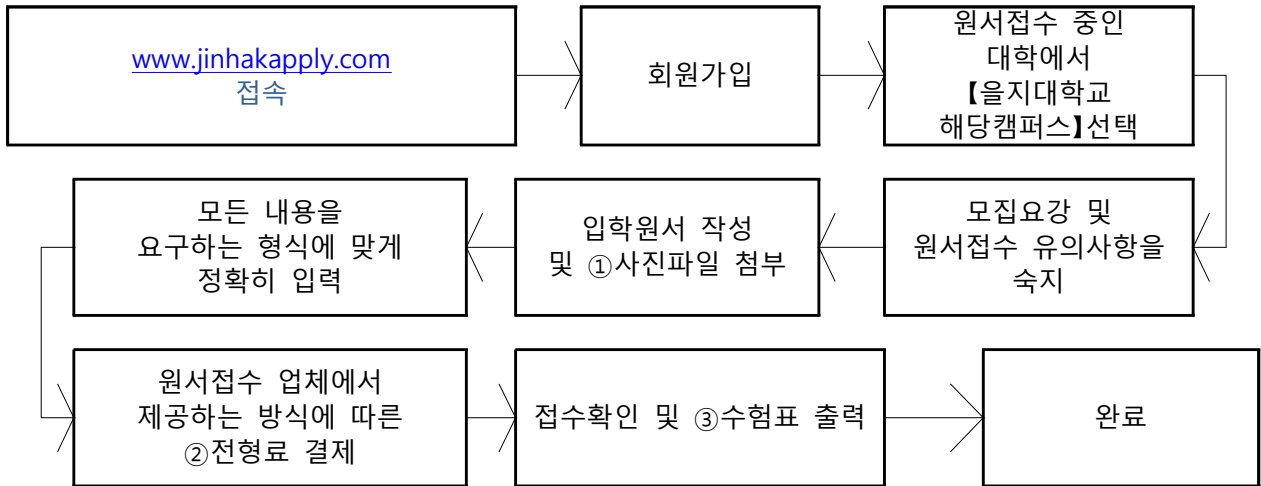 www.jinhakapply.com
접속
회원가입
원서접수 중인
대학에서
【을지대학교
해당캠퍼스】선택
모집요강 및
원서접수 유의사항을
숙지
입학원서 작성
및 ①사진파일 첨부
모든 내용을
요구하는 형식에 맞게
정확히 입력
원서접수 업체에서
제공하는 방식에 따른
②전형료 결제
접수확인 및 ③수험표 출력
완료